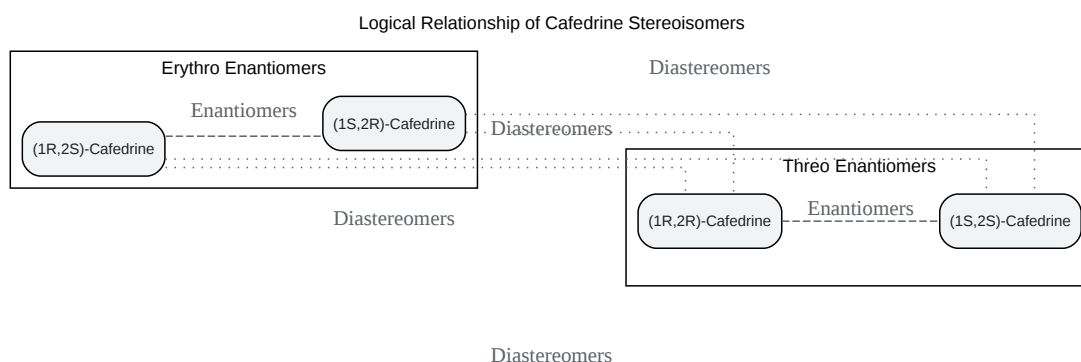 Logical Relationship of Cafedrine Stereoisomers
Erythro Enantiomers
Diastereomers
Enantiomers
(1S,2R)-Cafedrine
Diastereomers
(1R,2S)-Cafedrine
Threo Enantiomers
Diastereomers
(1R,2R)-Cafedrine
Enantiomers
(1S,2S)-Cafedrine
Diastereomers